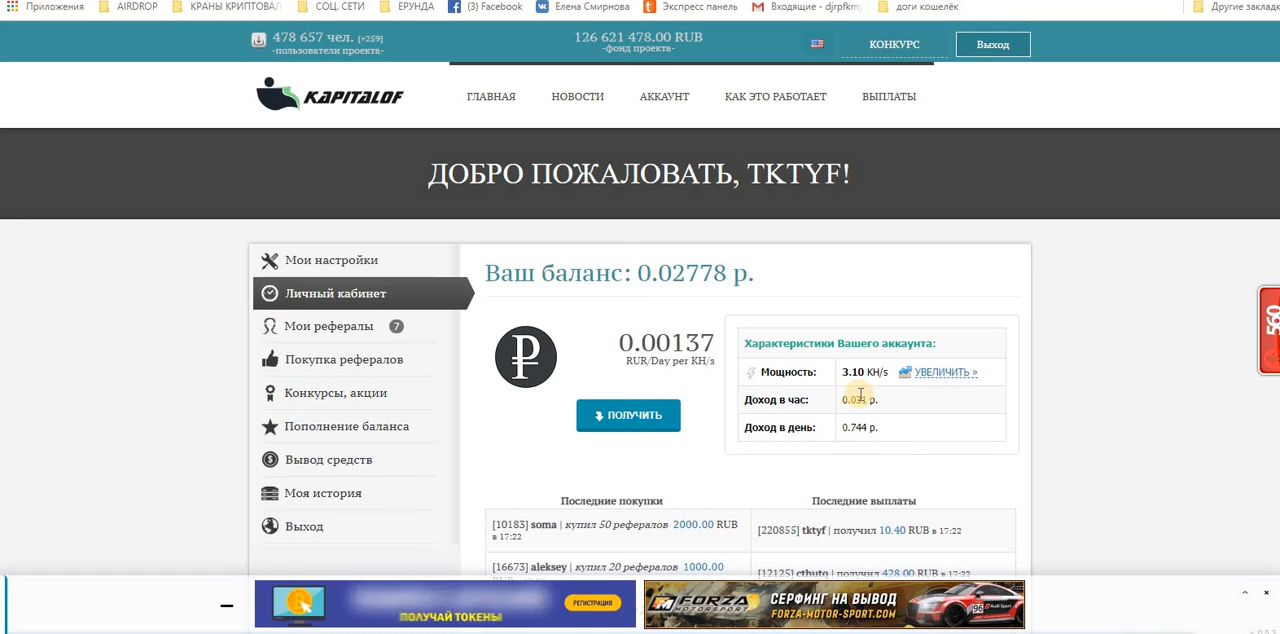 Приложения AIRDROP КРАНЫ КРИПТОВАЛ СОЦ. СЕТИ ЕРУНДА (3) Facebook Елена Смирнова Экспресс панель Входящие - djrpfkmy доги кошелёк Другие заклад
478 657 чел. [+259]
-пользователи проекта-
126 621 478.00 RUB
-фонд проекта-
КОНКУРС
Выход
KAPITALOF
ГЛАВНАЯ НОВОСТИ АККАУНТ КАК ЭТО РАБОТАЕТ ВЫПЛАТЫ
ДОБРО ПОЖАЛОВАТЬ, TKTYF!
Мои настройки
Личный кабинет
Мои рефералы 7
Покупка рефералов
Конкурсы, акции
Пополнение баланса
Вывод средств
Моя история
Выход
Ваш баланс: 0.02778 р.
0.00137
RUR/Day per KH/s
ПОЛУЧИТЬ
Характеристики Вашего аккаунта:
Мощность: 3.10 KH/s УВЕЛИЧИТЬ »
Доход в час: 0.031 р.
Доход в день: 0.744 р.
Последние покупки
[10183] soma | купил 50 рефералов 2000.00 RUB
в 17:22
[16673] aleksey | купил 20 рефералов 1000.00
Последние выплаты
[220855] tktyf | получил 10.40 RUB в 17:22
[12125] cthutq | получил 428.00 RUB в 17:22
560
ПОЛУЧАЙ ТОКЕНЫ
РЕГИСТРАЦИЯ
FORZA
MOTORSPORT
СЕРФИНГ НА ВЫВОД
FORZA-MOTOR-SPORT.COM